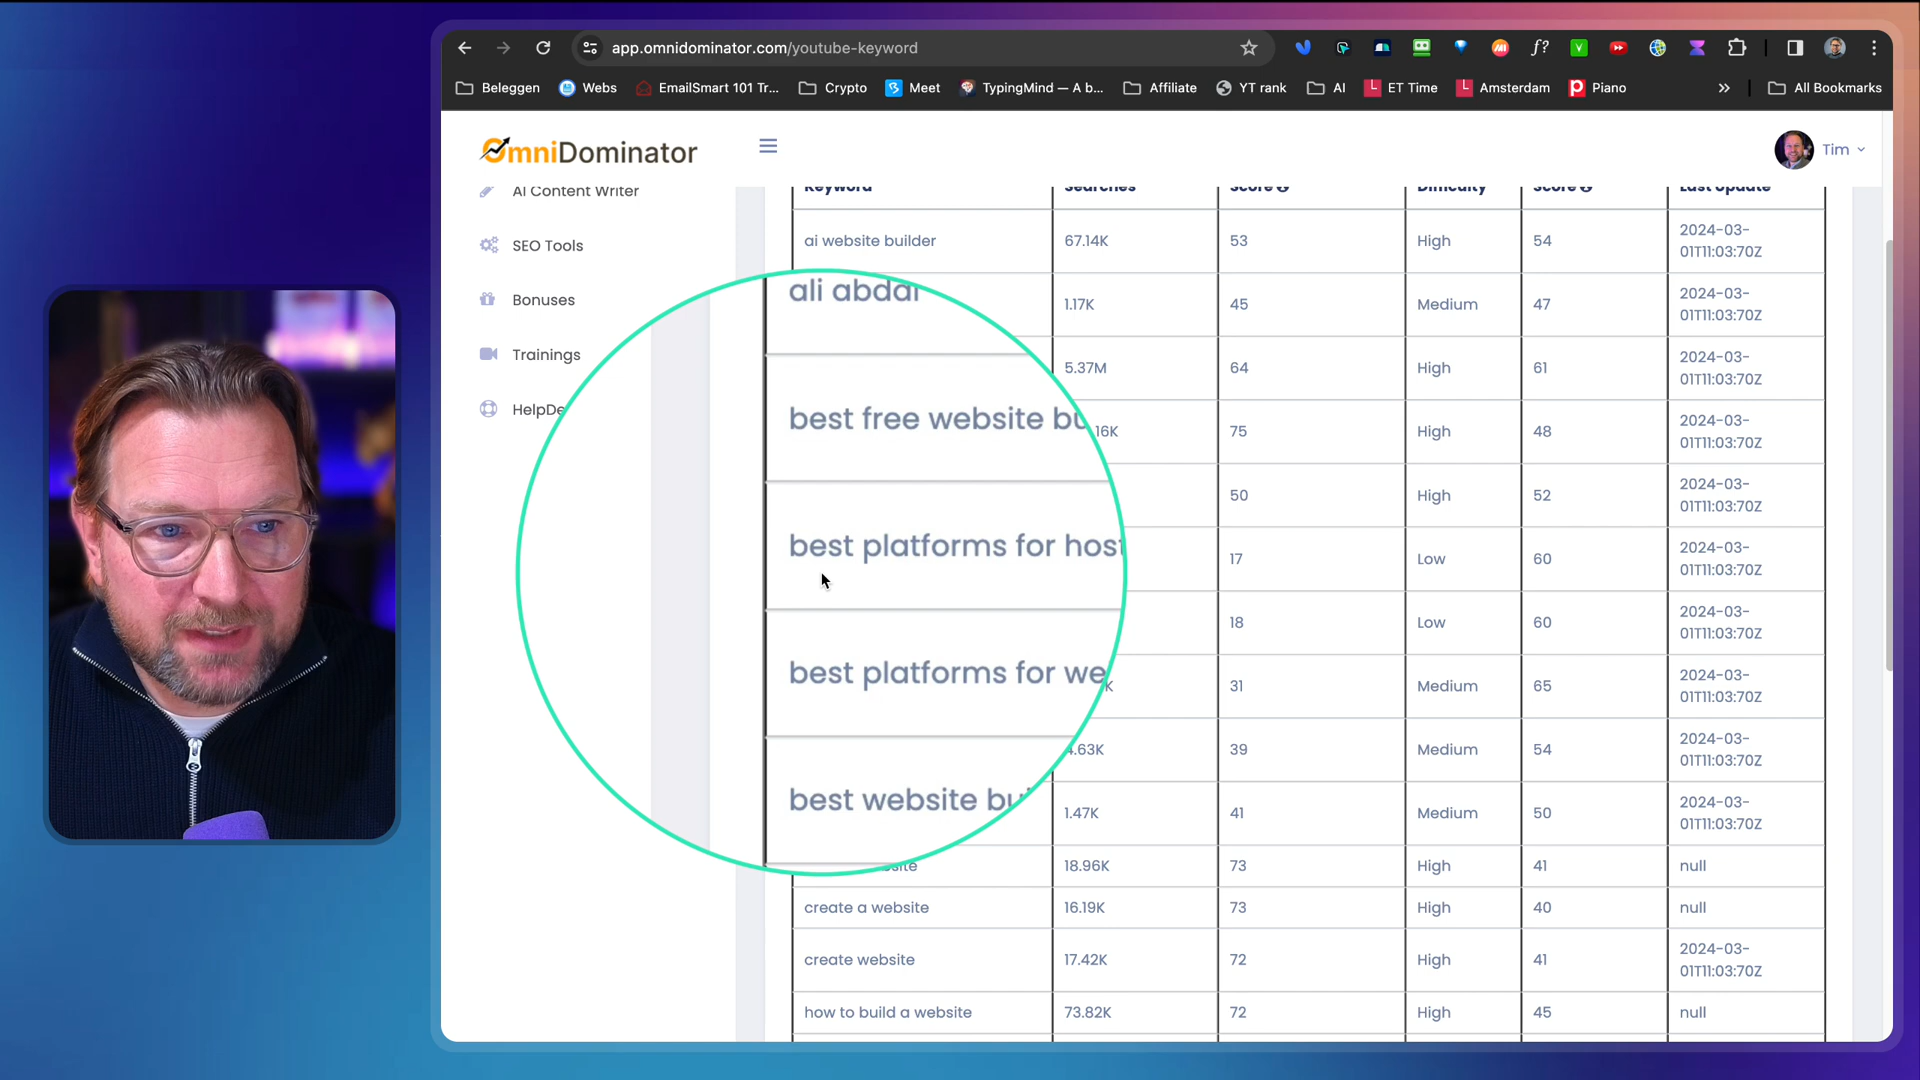 app.omnidominator.com/youtube-keyword
Beleggen
Webs
EmailSmart 101 Tr...
Crypto
Meet
TypingMind — A b...
Affiliate
YT rank
AI
ET Time
Amsterdam
Piano
All Bookmarks
OmniDominator
Tim
Keyword Searches Score Difficulty Score Last Update
AI Content Writer
SEO Tools
Bonuses
Trainings
ai website builder 67.14K 53 High 54 2024-03-
01T11:03:70Z
ali 1.17K 45 Medium 47 2024-03-
01T11:03:70Z
5.37M 64 High 61 2024-03-
01T11:03:70Z
best free website 75 High 48 2024-03-
01T11:03:70Z
50 High 52 2024-03-
01T11:03:70Z
best platforms for 17 Low 60 2024-03-
01T11:03:70Z
18 Low 60 2024-03-
01T11:03:70Z
best platforms for 31 Medium 65 2024-03-
01T11:03:70Z
39 Medium 54 2024-03-
01T11:03:70Z
best website 1.47K 41 Medium 50 2024-03-
01T11:03:70Z
18.96K 73 High 41 null
create a website 16.19K 73 High 40 null
create website 17.42K 72 High 41 2024-03-
01T11:03:70Z
how to build a website 73.82K 72 High 45 null